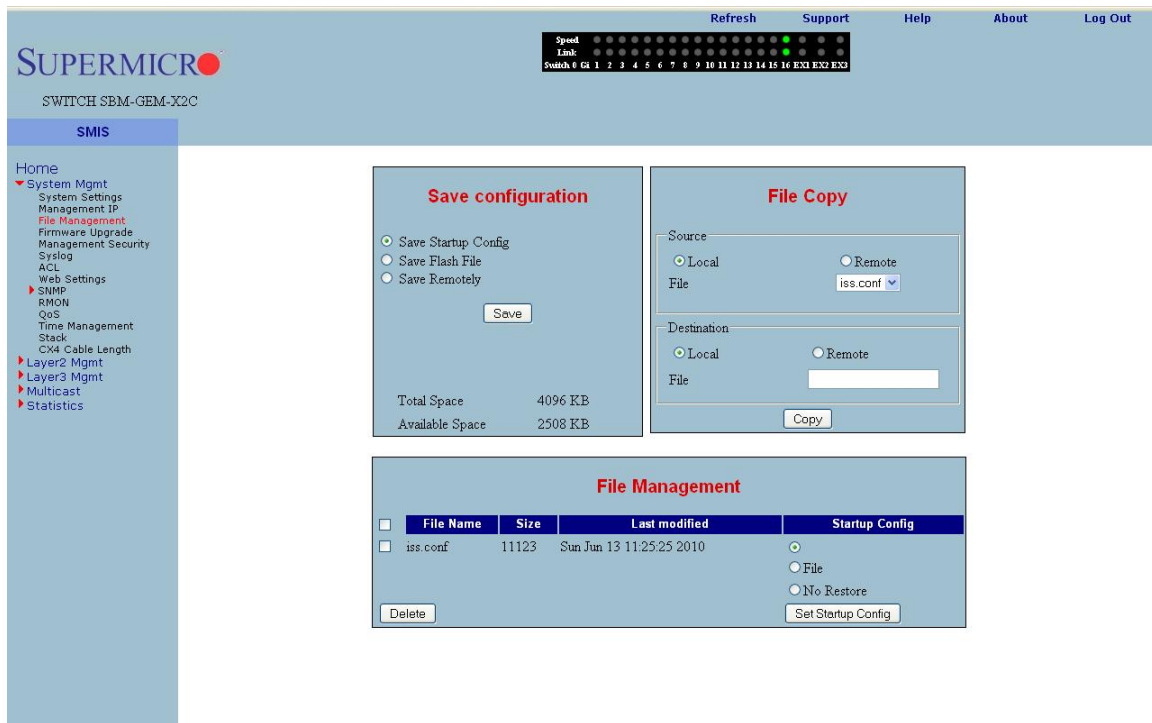 Refresh Support Help About Log Out
Speed
Link
Switch 0 Gi 1 2 3 4 5 6 7 8 9 10 11 12 13 14 15 16 EX1 EX2 EX3
SUPERMICRO
SWITCH SBM-GEM-X2C
SMIS
Home
System Mgmt
System Settings
Management IP
File Management
Firmware Upgrade
Management Security
Syslog
ACL
Web Settings
SNMP
RMON
QoS
Time Management
Stack
CX4 Cable Length
Layer2 Mgmt
Layer3 Mgmt
Multicast
Statistics
Save configuration
Save Startup Config
Save Flash File
Save Remotely
Save
Total Space 4096 KB
Available Space 2508 KB
File Copy
Source
Local Remote
File iss.conf
Destination
Local Remote
File
Copy
File Management
File Name Size Last modified Startup Config
iss.conf 11123 Sun Jun 13 11:25:25 2010
File
No Restore
Delete Set Startup Config